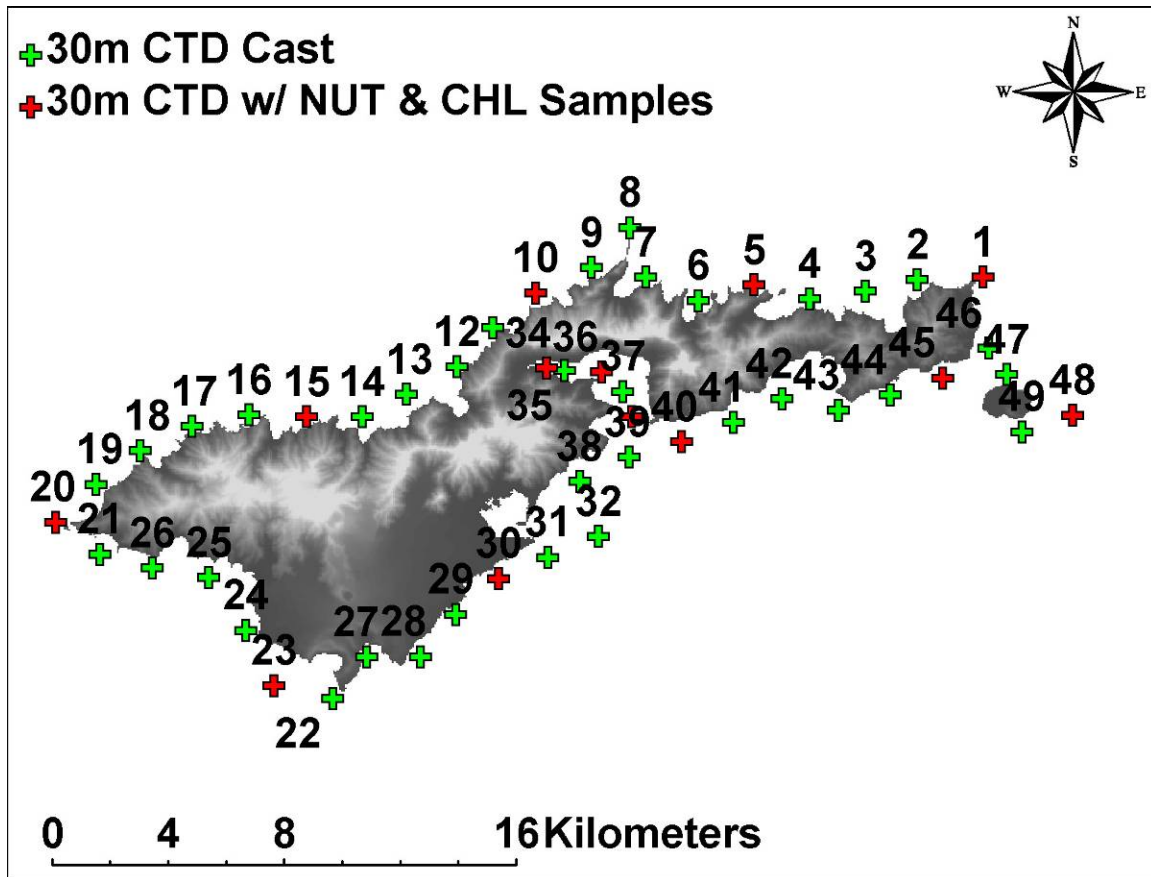 30m CTD Cast
30m CTD w/ NUT & CHL Samples
N
W E
S
8
9 7
10 6 5 4 3 2 1
12 34 36 37 46
13 35 42 43 44 45 47
14 15 16 17 41 40 49 48
18 39
19 38
20 32
21 26 25 31 30
24 29
23 27 28
22
0 4 8 16 Kilometers